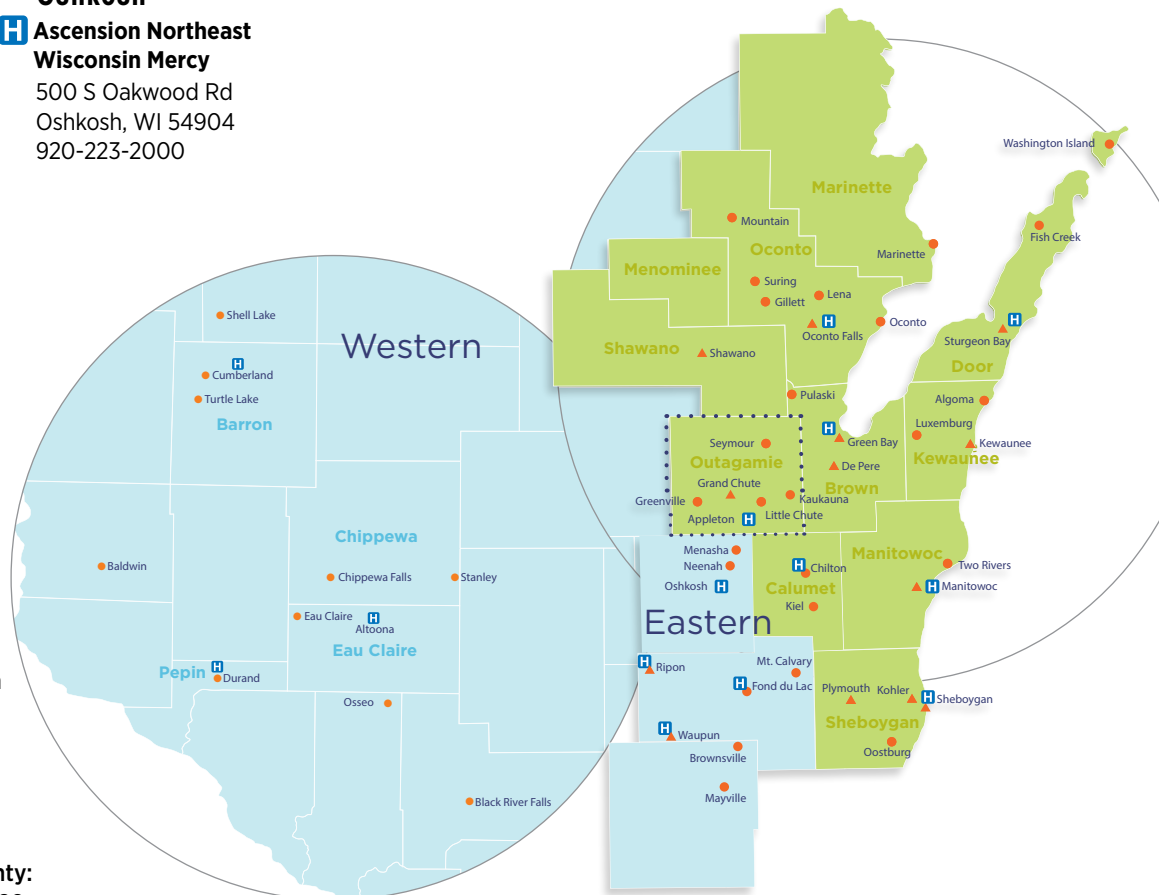 Oshkosh
H Ascension Northeast
Wisconsin Mercy
500 S Oakwood Rd
Oshkosh, WI 54904
920-223-2000
Washington Island
Marinette
Mountain
Fish Creek
Oconto
Marinette
Menominee
Suring
Lena
Gillett
Oconto
H
Oconto Falls
H
Sturgeon Bay
Shawano
Shawano
Door
Pulaski
Algoma
Luxemburg
H
Green Bay
Kewaunee
Seymour
Kewaunee
Outagamie
De Pere
Grand Chute
Brown
Greenville
Kaukauna
Appleton
H
Little Chute
Menasha
Manitowoc
Neenah
H
Chilton
Two Rivers
Oshkosh
H
Calumet
H
Manitowoc
Kiel
Eastern
H
Ripon
Mt. Calvary
H
Fond du Lac
Plymouth
Kohler
H
Sheboygan
Sheboygan
H
Waupun
Oostburg
Brownsville
Mayville
Western
Shell Lake
H
Cumberland
Turtle Lake
Barron
Chippewa
Baldwin
Chippewa Falls
Stanley
Eau Claire
H
Altoona
Eau Claire
Pepin
H
Durand
Osseo
Black River Falls
nty: